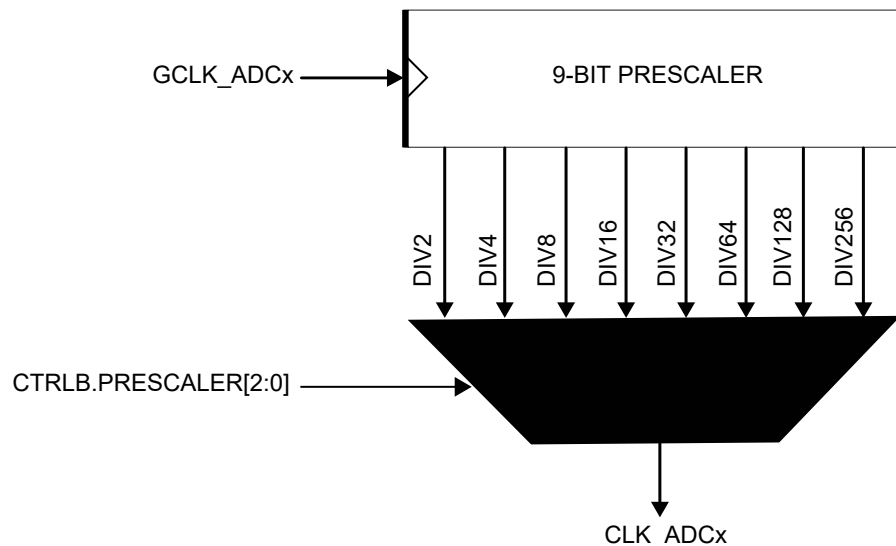 GCLK_ADCx
9-BIT PRESCALER
DIV2
DIV4
DIV8
DIV16
DIV32
DIV64
DIV128
DIV256
CTRLB.PRESCALER[2:0]
CLK_ADCx